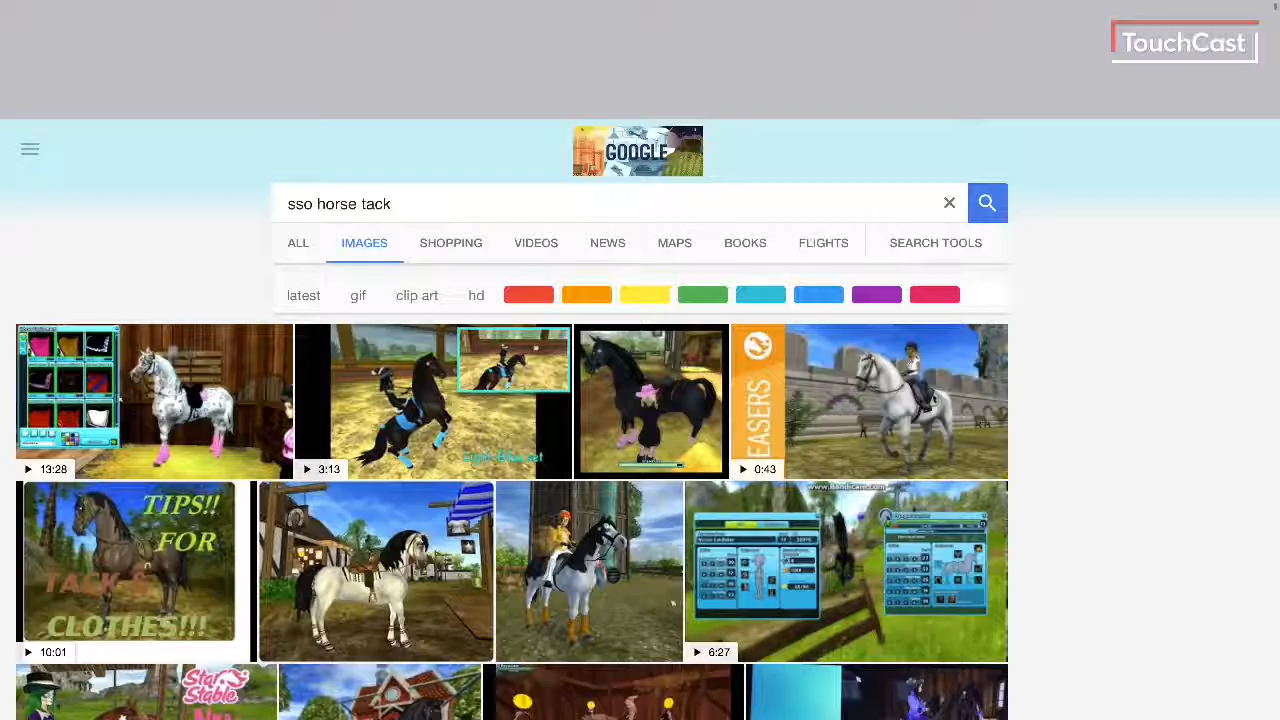 TouchCast
GOOGLE
sso horse tack
ALL IMAGES SHOPPING VIDEOS NEWS MAPS BOOKS FLIGHTS SEARCH TOOLS
latest gif clip art hd
13:28
3:13
EASERS
0:43
TIPS!!
FOR
TACK &
CLOTHES!!!
10:01
6:27
Star
Stable